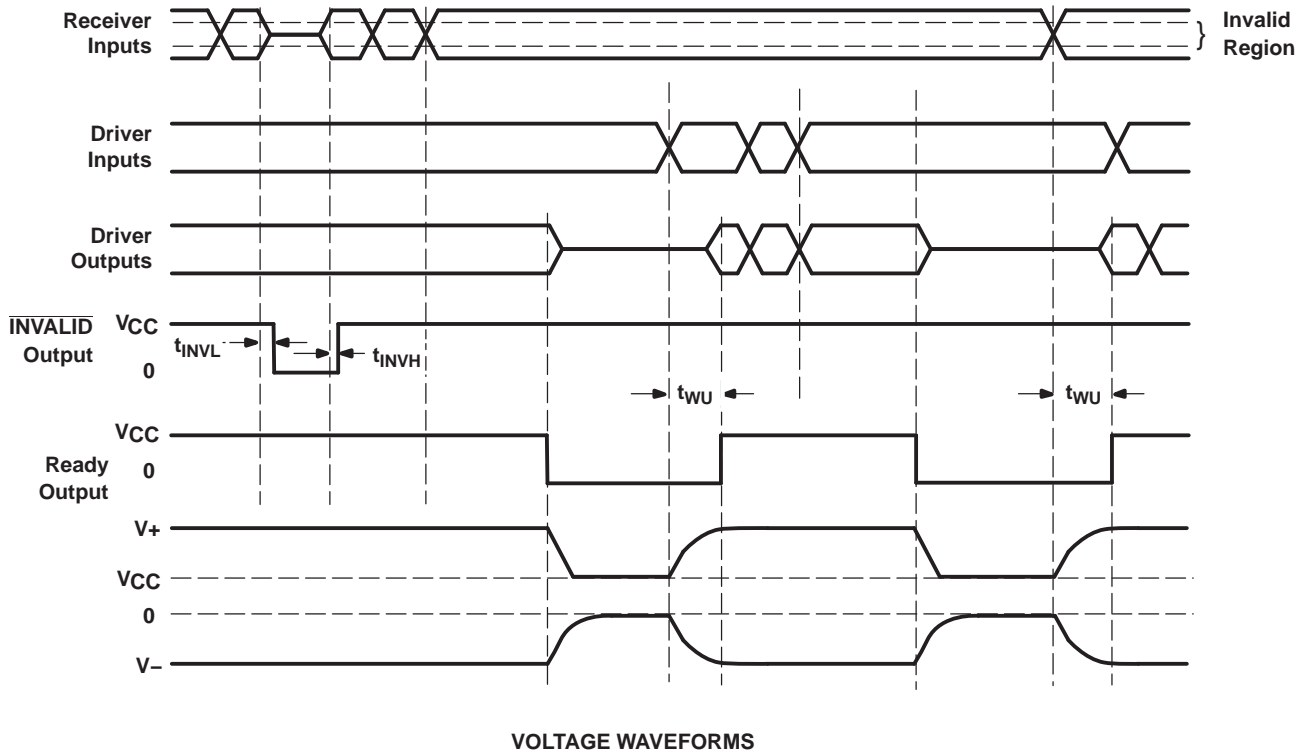 Receiver
Inputs
Invalid
Region
}
Driver
Inputs
Driver
Outputs
INVALID
Output
VCC
0
tINVL
tINVH
tWU
tWU
VCC
0
Ready
Output
V+
VCC
0
V–
VOLTAGE WAVEFORMS